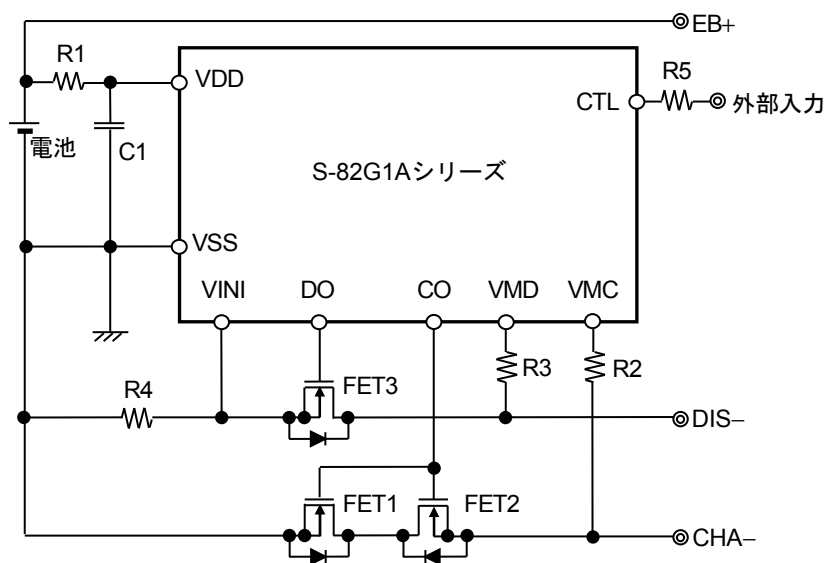 EB+
R1
VDD
R5
CTL
外部入力
電池
C1
S-82G1Aシリーズ
VSS
VINI
DO
CO
VMD
VMC
R3
R2
R4
FET3
DIS−
FET1
FET2
CHA−